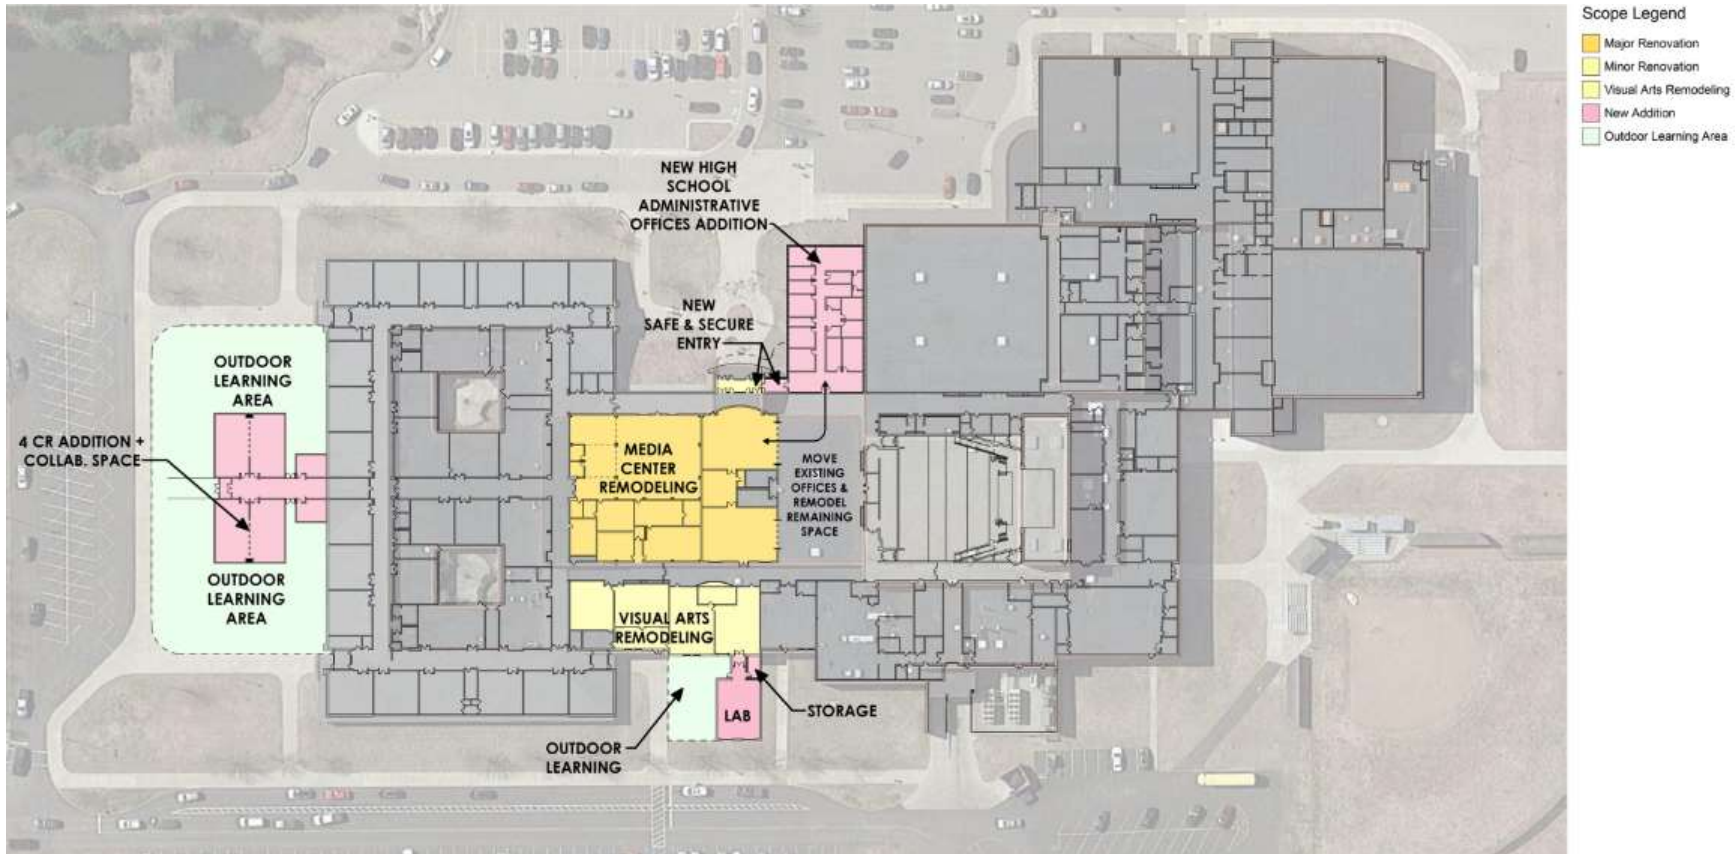 Scope Legend
Major Renovation
Minor Renovation
Visual Arts Remodeling
New Addition
Outdoor Learning Area
NEW HIGH
SCHOOL
ADMINISTRATIVE
OFFICES ADDITION
NEW
SAFE & SECURE
ENTRY
OUTDOOR
LEARNING
AREA
4 CR ADDITION +
COLLAB. SPACE
MEDIA
CENTER
REMODELING
MOVE
EXISTING
OFFICES &
REMODEL
REMAINING
SPACE
OUTDOOR
LEARNING
AREA
VISUAL ARTS
REMODELING
LAB
STORAGE
OUTDOOR
LEARNING